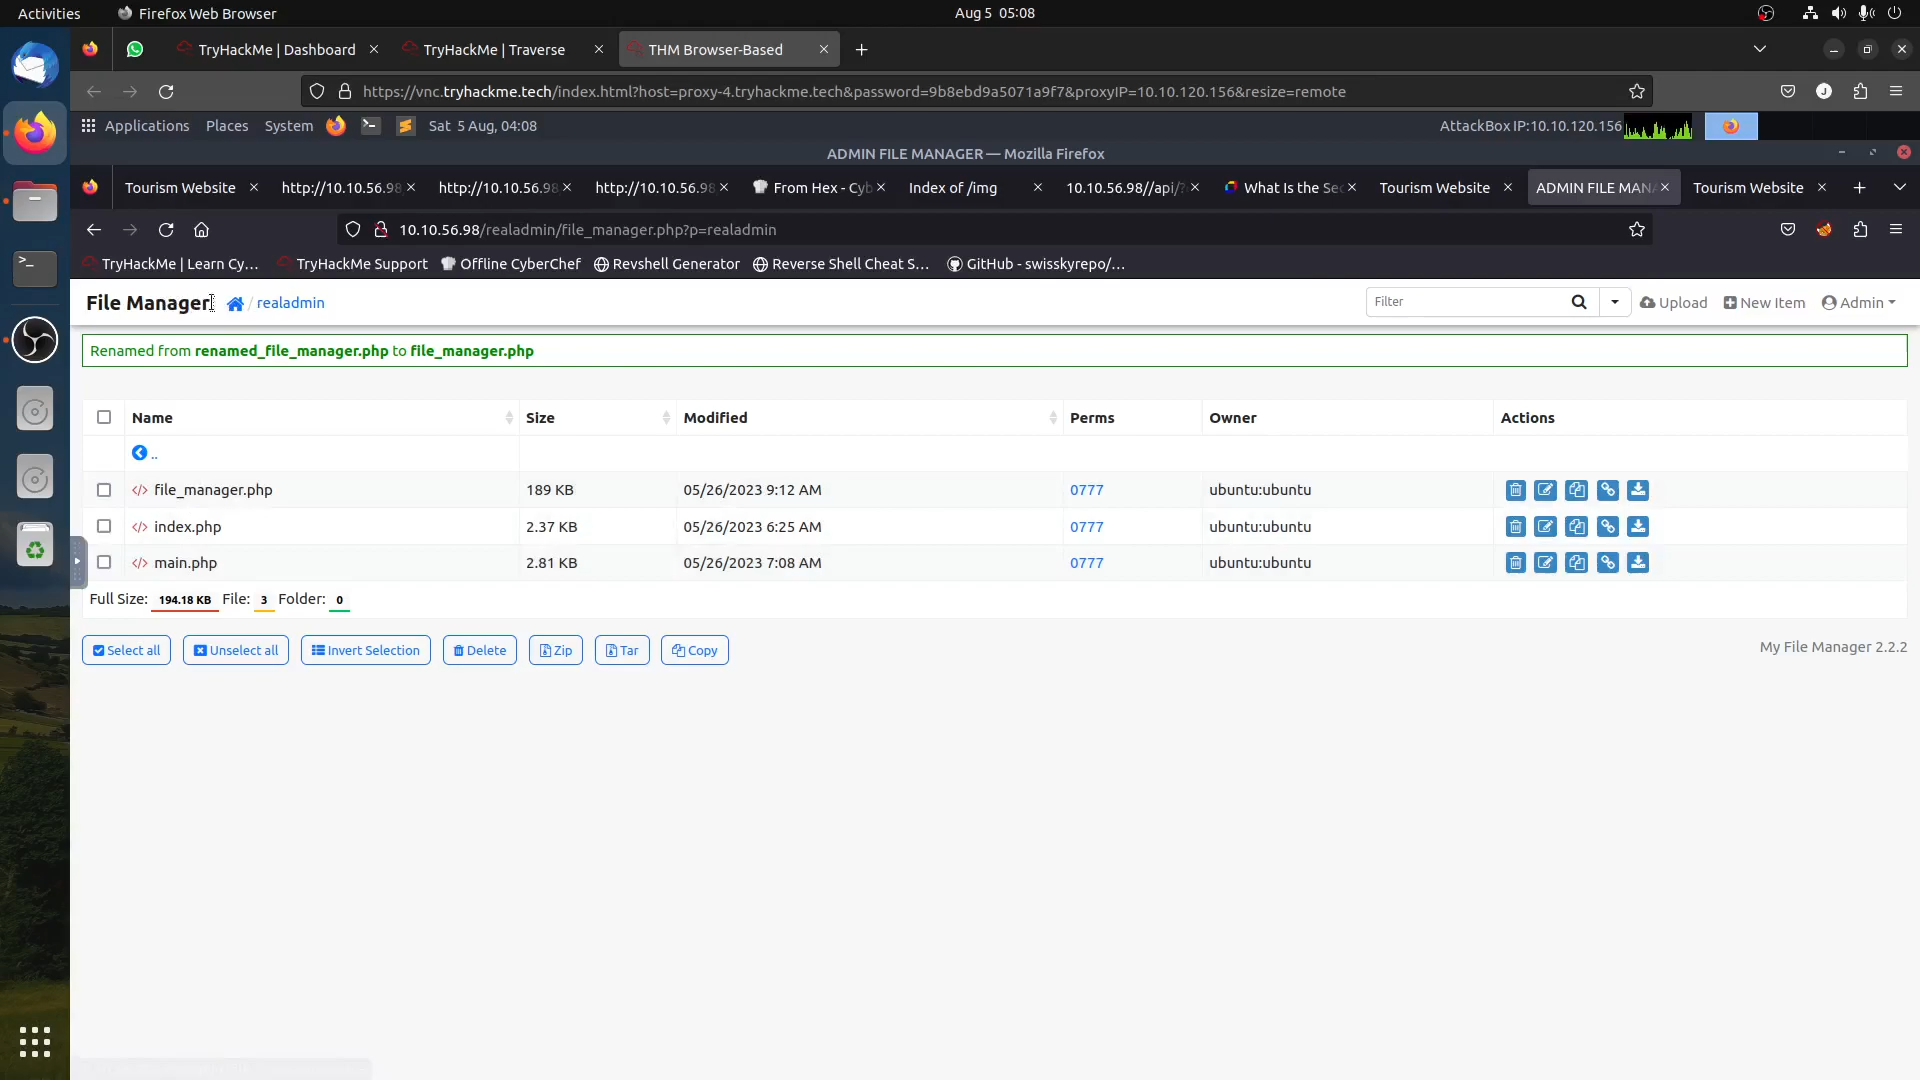 Activities Firefox Web Browser Aug 5 05:08
TryHackMe | Dashboard TryHackMe | Traverse THM Browser-Based
https://vnc.tryhackme.tech/index.html?host=proxy-4.tryhackme.tech&password=9b8ebd9a5071a9f7&proxyIP=10.10.120.156&resize=remote J
Applications Places System Sat 5 Aug, 04:08 AttackBox IP:10.10.120.156
ADMIN FILE MANAGER — Mozilla Firefox
Tourism Website http://10.10.56.98 http://10.10.56.98 http://10.10.56.98 From Hex - Cyb Index of /img 10.10.56.98//api/? What Is the Sec Tourism Website ADMIN FILE MANA Tourism Website
10.10.56.98/realadmin/file_manager.php?p=realadmin
TryHackMe | Learn Cy... TryHackMe Support Offline CyberChef Revshell Generator Reverse Shell Cheat S... GitHub - swisskyrepo/...
File Manager / realadmin Filter Upload New Item Admin
Renamed from renamed_file_manager.php to file_manager.php
Name Size Modified Perms Owner Actions
..
file_manager.php 189 KB 05/26/2023 9:12 AM 0777 ubuntu:ubuntu
index.php 2.37 KB 05/26/2023 6:25 AM 0777 ubuntu:ubuntu
main.php 2.81 KB 05/26/2023 7:08 AM 0777 ubuntu:ubuntu
Full Size: 194.18 KB File: 3 Folder: 0
Select all Unselect all Invert Selection Delete Zip Tar Copy My File Manager 2.2.2